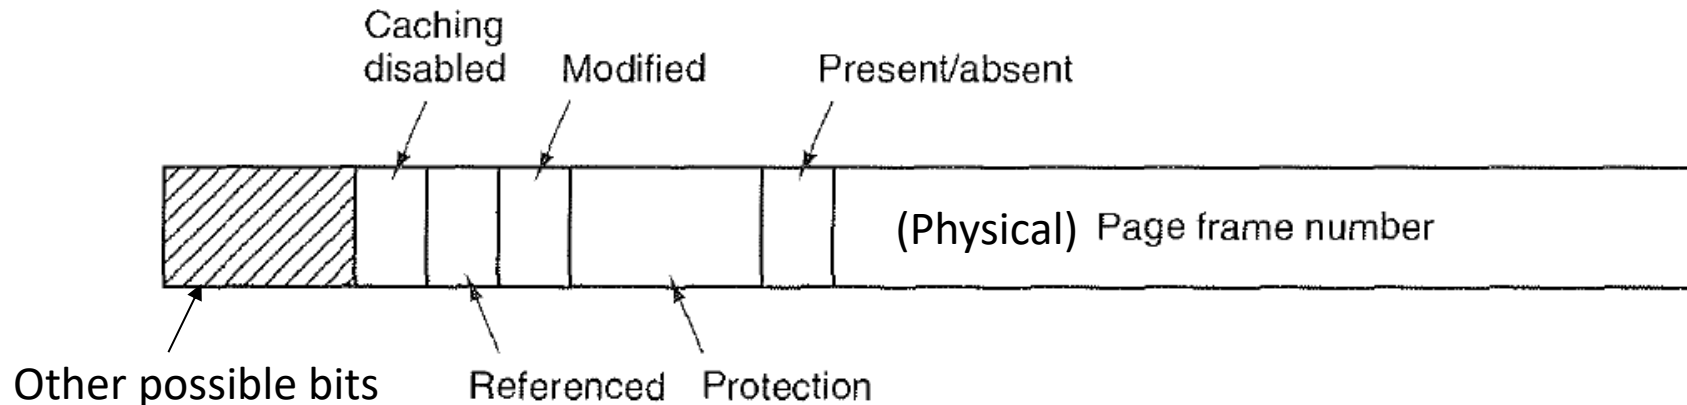 Caching
disabled
Modified
Present/absent
(Physical) Page frame number
Other possible bits
Referenced
Protection